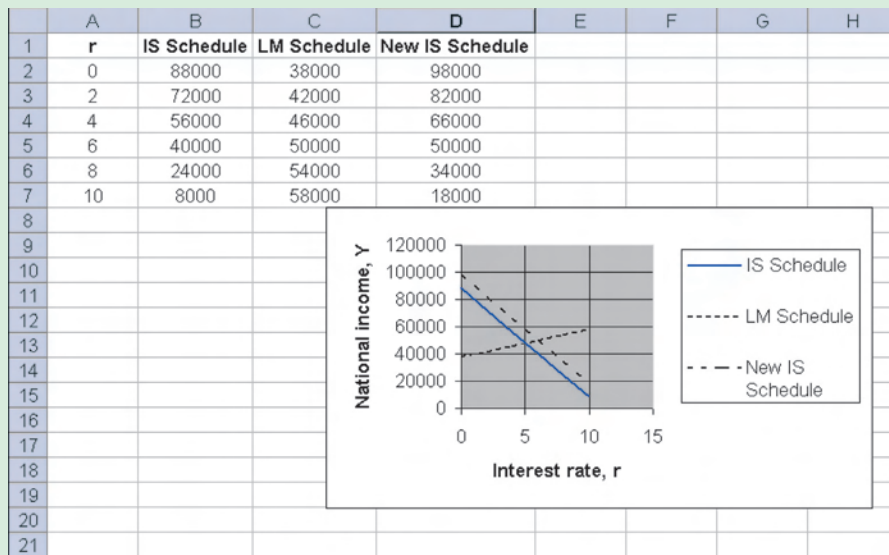 A B C D E F G H
1 r IS Schedule LM Schedule New IS Schedule
2 0 88000 38000 98000
3 2 72000 42000 82000
4 4 56000 46000 66000
5 6 40000 50000 50000
6 8 24000 54000 34000
7 10 8000 58000 18000
8
9
10
11
12
13
14
15
16
17
18
19
20
21
National income, Y
120000
100000
80000
60000
40000
20000
0
0 5 10 15
Interest rate, r
IS Schedule
LM Schedule
New IS
Schedule